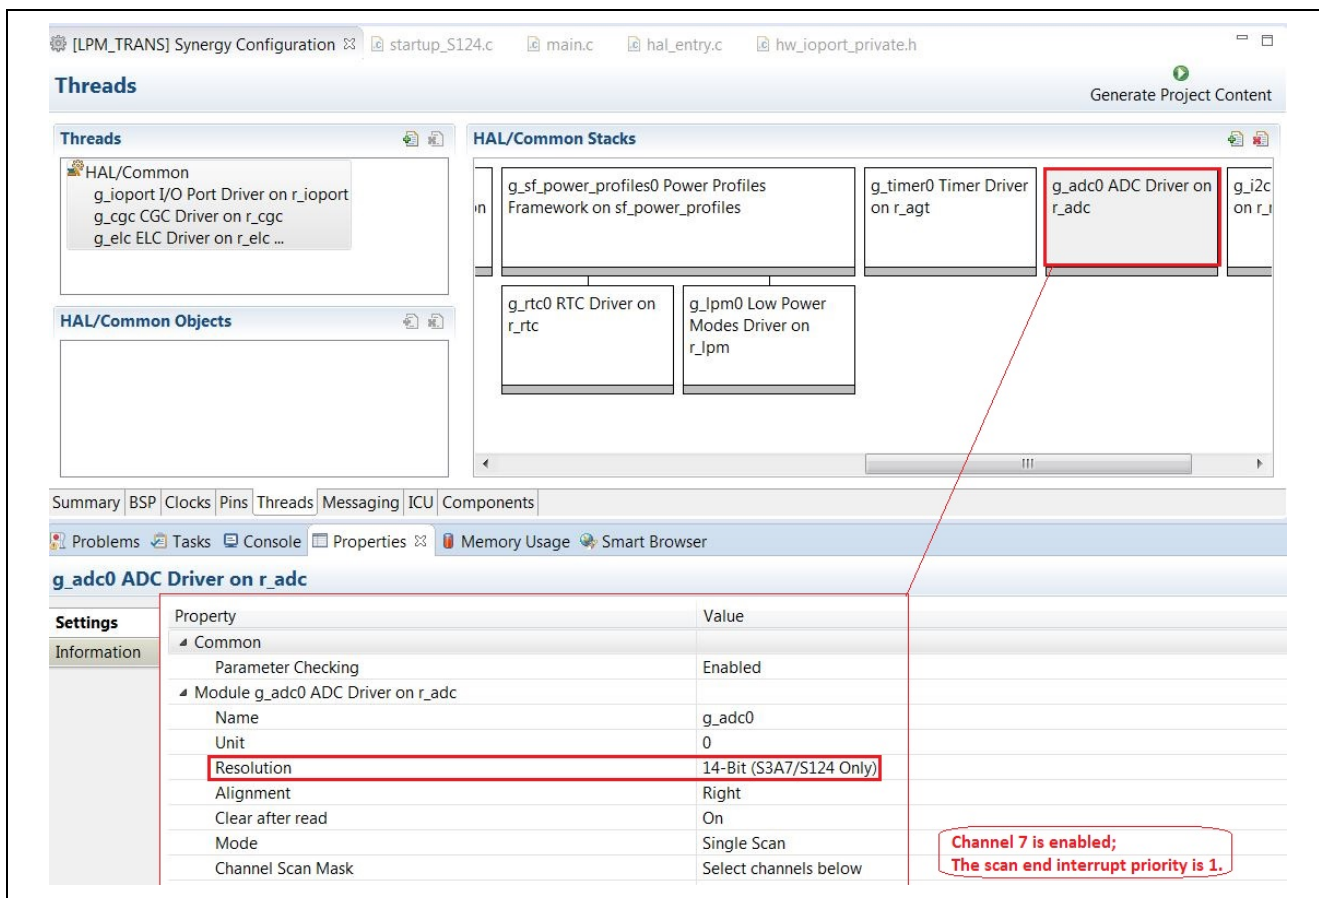 [LPM_TRANS] Synergy Configuration startup_S124.c main.c hal_entry.c hw_ioport_private.h
Threads
Generate Project Content
Threads
HAL/Common
g_ioport I/O Port Driver on r_ioport
g_cgc CGC Driver on r_cgc
g_elc ELC Driver on r_elc ...
HAL/Common Objects
HAL/Common Stacks
on
g_sf_power_profiles0 Power Profiles
Framework on sf_power_profiles
g_timer0 Timer Driver
on r_agt
g_adc0 ADC Driver on
r_adc
g_i2c
on r_r
g_rtc0 RTC Driver on
r_rtc
g_lpm0 Low Power
Modes Driver on
r_lpm
Summary BSP Clocks Pins Threads Messaging ICU Components
Problems Tasks Console Properties Memory Usage Smart Browser
g_adc0 ADC Driver on r_adc
Settings
Information
Property Value
Common
Parameter Checking Enabled
Module g_adc0 ADC Driver on r_adc
Name g_adc0
Unit 0
Resolution 14-Bit (S3A7/S124 Only)
Alignment Right
Clear after read On
Mode Single Scan
Channel Scan Mask Select channels below
Channel 7 is enabled;
The scan end interrupt priority is 1.